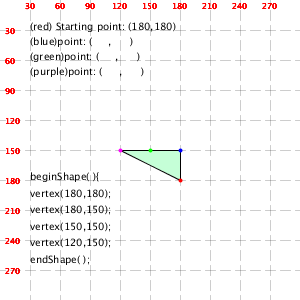 30 60 90 120 150 180 210 240 270
30
(red) Starting point: (180,180)
(blue)point: (    ,    )
(green)point: (    ,    )
(purple)point: (    ,    )
60
90
120
150
180
210
240
270
beginShape(){
vertex(180,180);
vertex(180,150);
vertex(150,150);
vertex(120,150);
endShape();